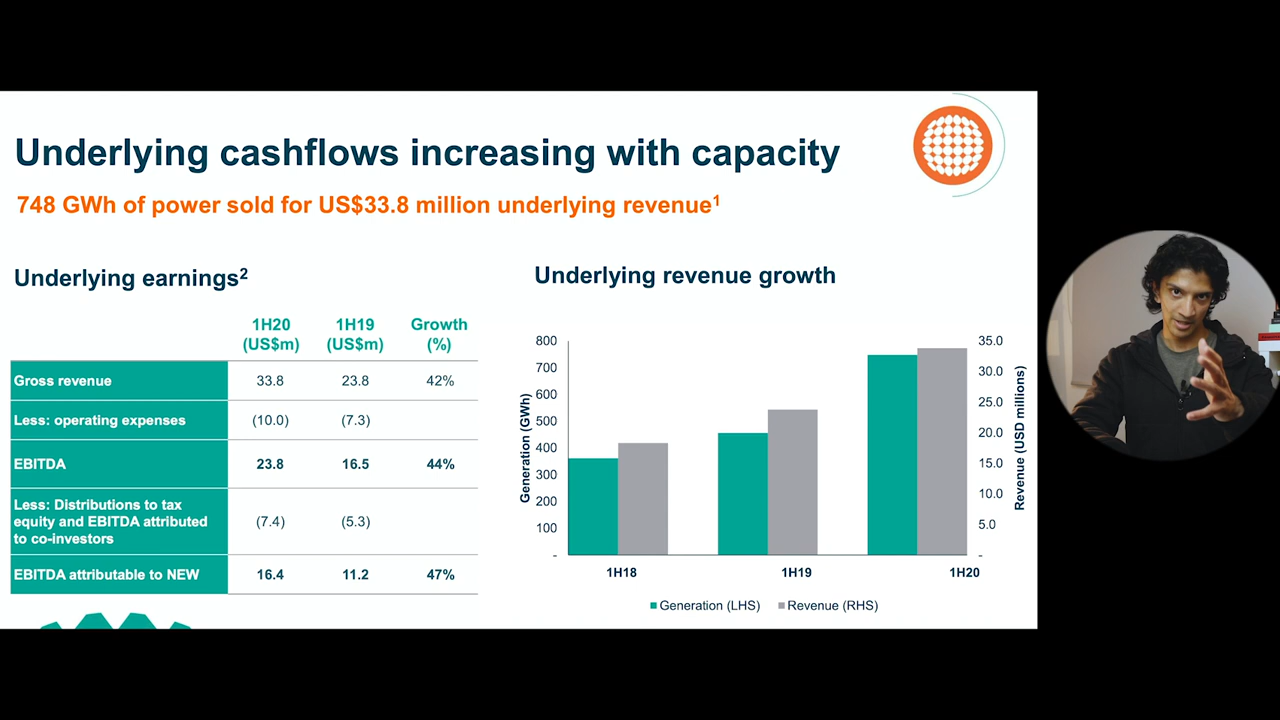 Underlying cashflows increasing with capacity
748 GWh of power sold for US$33.8 million underlying revenue¹
Underlying earnings²
1H20 (US$m) 1H19 (US$m) Growth (%)
Gross revenue 33.8 23.8 42%
Less: operating expenses (10.0) (7.3)
EBITDA 23.8 16.5 44%
Less: Distributions to tax
equity and EBITDA attributed
to co-investors
(7.4) (5.3)
EBITDA attributable to NEW 16.4 11.2 47%
Underlying revenue growth
Generation (GWh)
800
700
600
500
400
300
200
100
-
35.0
30.0
25.0
20.0
15.0
10.0
5.0
-
Revenue (USD millions)
1H18 1H19 1H20
Generation (LHS) Revenue (RHS)